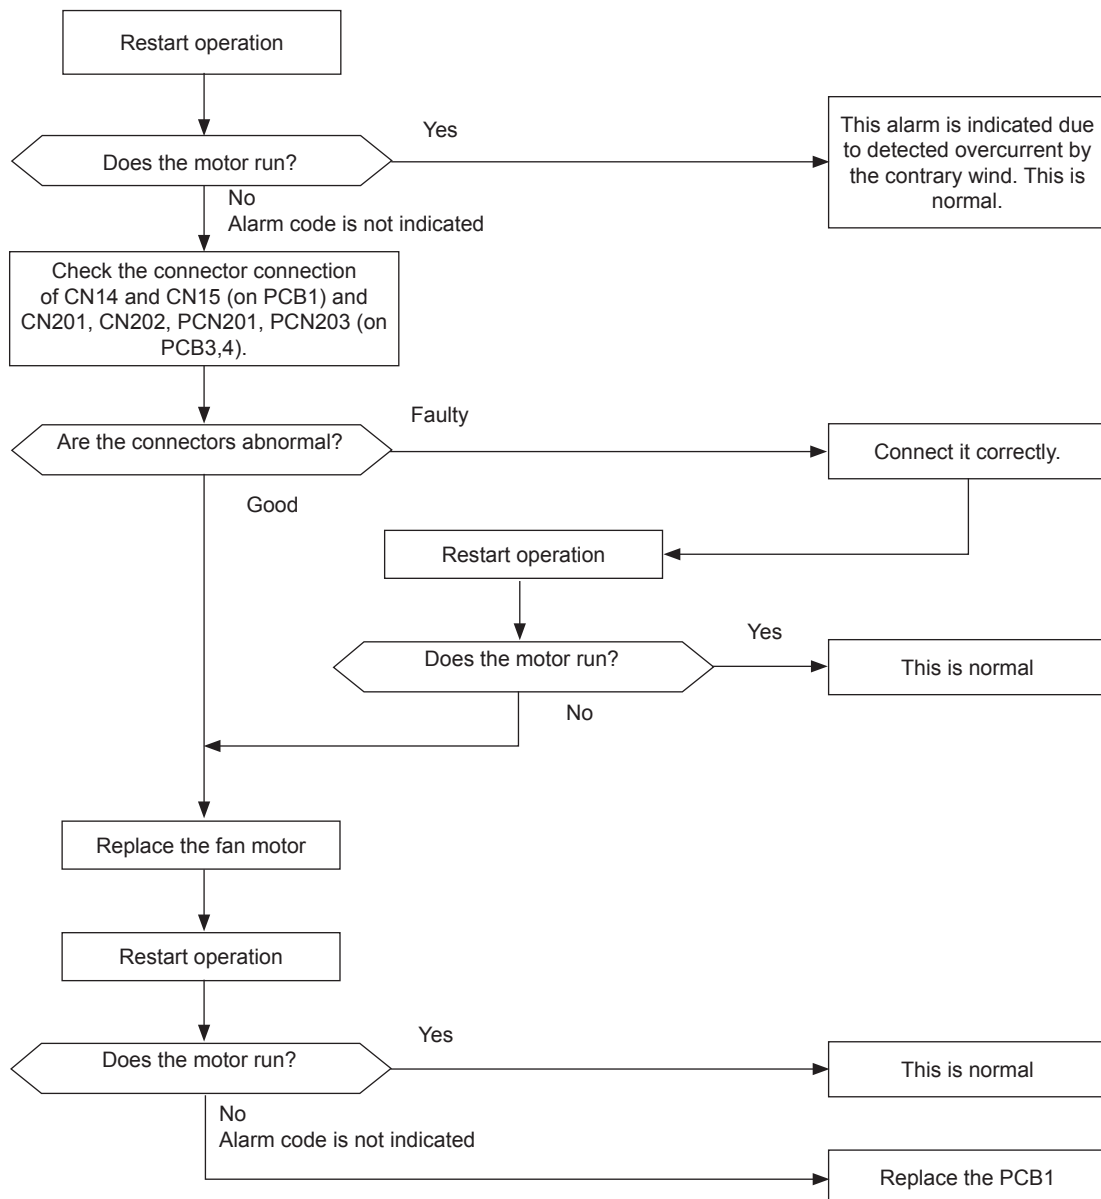 Restart operation
Does the motor run?
Yes
This alarm is indicated due
to detected overcurrent by
the contrary wind. This is
normal.
No
Alarm code is not indicated
Check the connector connection
of CN14 and CN15 (on PCB1) and
CN201, CN202, PCN201, PCN203 (on
PCB3,4).
Are the connectors abnormal?
Faulty
Connect it correctly.
Good
Restart operation
Does the motor run?
Yes
This is normal
No
Replace the fan motor
Restart operation
Does the motor run?
Yes
This is normal
No
Alarm code is not indicated
Replace the PCB1